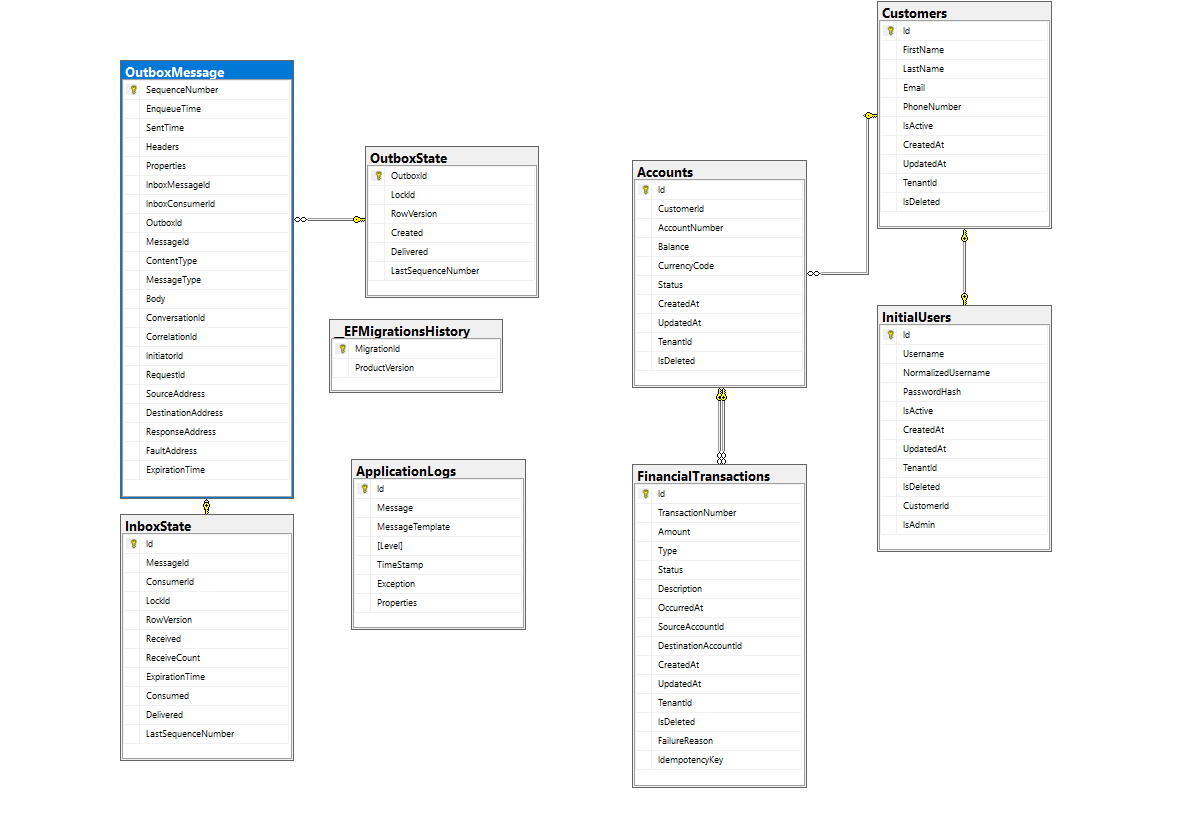 OutboxMessage
SequenceNumber
EnqueueTime
SentTime
Headers
Properties
InboxMessageId
InboxConsumerId
OutboxId
MessageId
ContentType
MessageType
Body
ConversationId
CorrelationId
InitiatorId
RequestId
SourceAddress
DestinationAddress
ResponseAddress
FaultAddress
ExpirationTime
InboxState
Id
MessageId
ConsumerId
LockId
RowVersion
Received
ReceiveCount
ExpirationTime
Consumed
Delivered
LastSequenceNumber
OutboxState
OutboxId
LockId
RowVersion
Created
Delivered
LastSequenceNumber
__EFMigrationsHistory
MigrationId
ProductVersion
ApplicationLogs
Id
Message
MessageTemplate
[Level]
TimeStamp
Exception
Properties
Accounts
Id
CustomerId
AccountNumber
Balance
CurrencyCode
Status
CreatedAt
UpdatedAt
TenantId
IsDeleted
FinancialTransactions
Id
TransactionNumber
Amount
Type
Status
Description
OccurredAt
SourceAccountId
DestinationAccountId
CreatedAt
UpdatedAt
TenantId
IsDeleted
FailureReason
IdempotencyKey
Customers
Id
FirstName
LastName
Email
PhoneNumber
IsActive
CreatedAt
UpdatedAt
TenantId
IsDeleted
InitialUsers
Id
Username
NormalizedUsername
PasswordHash
IsActive
CreatedAt
UpdatedAt
TenantId
IsDeleted
CustomerId
IsAdmin